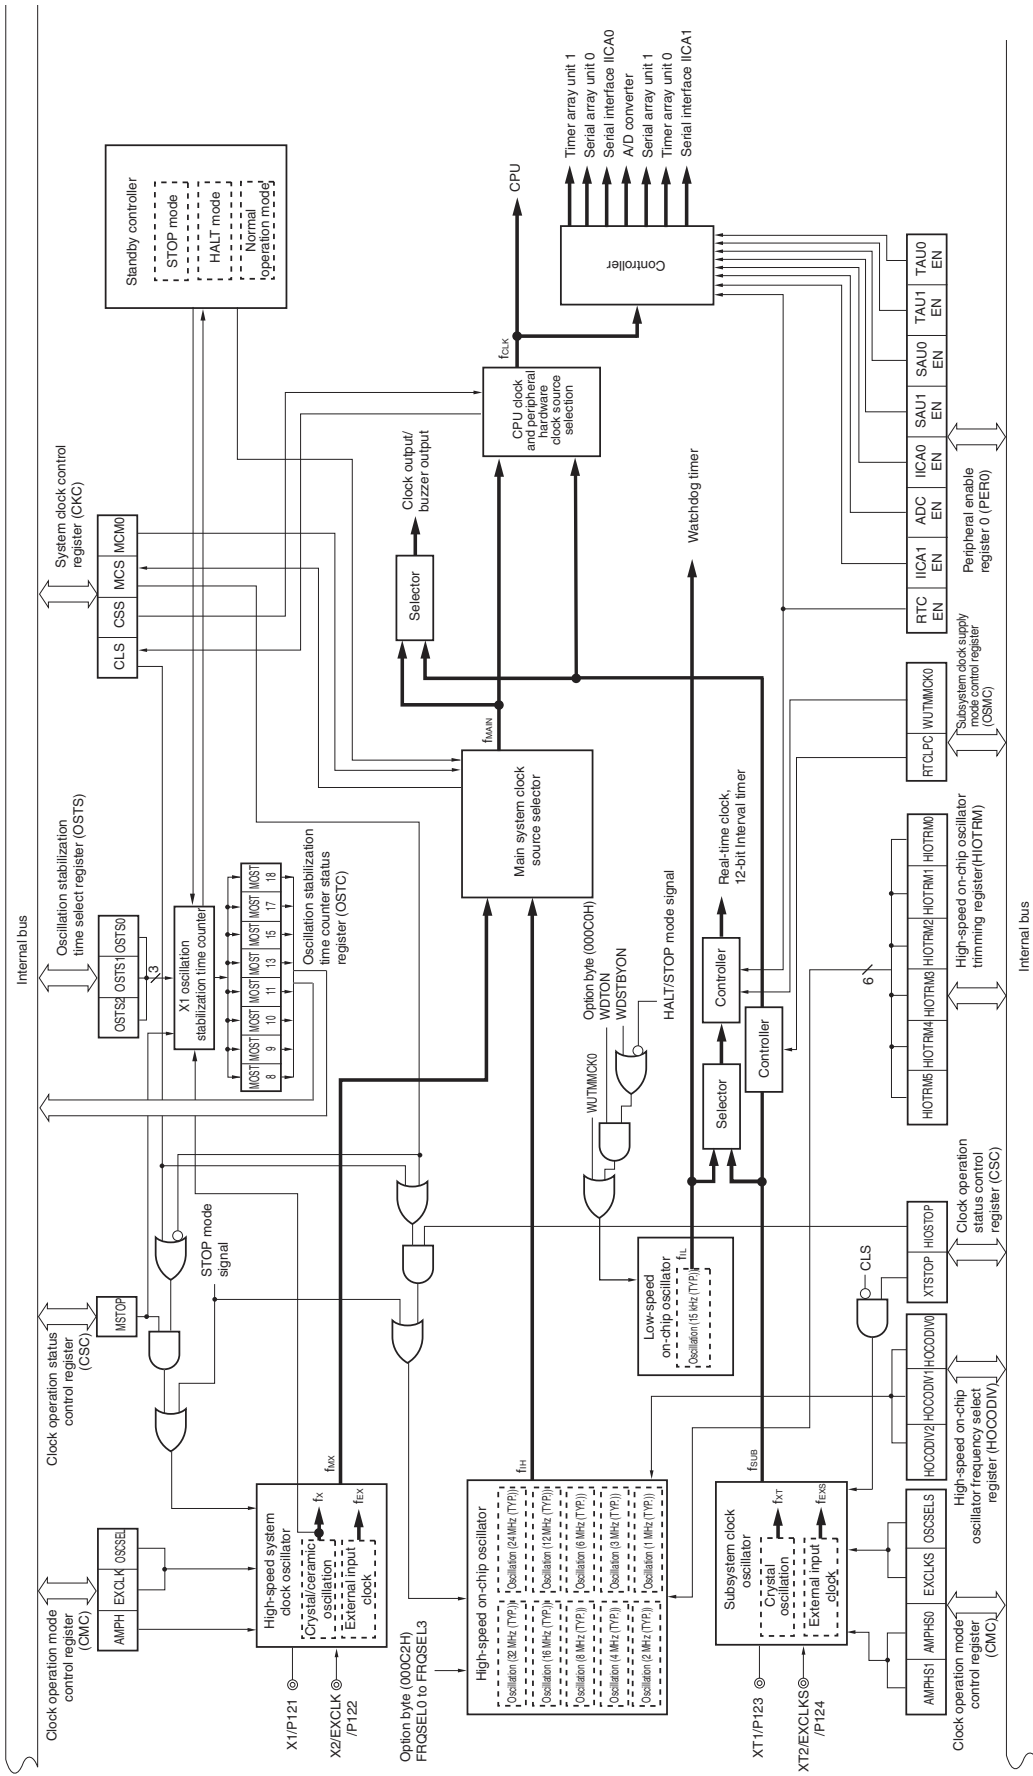 Internal bus
Clock operation mode
control register
(CMC)
AMPH
EXCLK
OSCSEL
Clock operation status
control register
(CSC)
MSTOP
STOP mode
signal
Oscillation stabilization
time select register (OSTS)
OSTS2
OSTS1
OSTS0
3
X1 oscillation
stabilization time counter
MOST
8
MOST
9
MOST
10
MOST
11
MOST
13
MOST
15
MOST
17
MOST
18
Oscillation stabilization
time counter status
register (OSTC)
System clock control
register (CKC)
CLS
CSS
MCS
MCM0
Standby controller
STOP mode
HALT mode
Normal
operation mode
X1/P121
X2/EXCLK
/P122
High-speed system
clock oscillator
Crystal/ceramic
oscillation
External input
clock
fX
fEX
fMX
Option byte (000C2H)
FRQSEL0 to FRQSEL3
High-speed on-chip oscillator
Oscillation (32 MHz (TYP.))
Oscillation (24 MHz (TYP.))
Oscillation (16 MHz (TYP.))
Oscillation (12 MHz (TYP.))
Oscillation (8 MHz (TYP.))
Oscillation (6 MHz (TYP.))
Oscillation (4 MHz (TYP.))
Oscillation (3 MHz (TYP.))
Oscillation (2 MHz (TYP.))
Oscillation (1 MHz (TYP.))
fIH
Main system clock
source selector
fMAIN
Selector
Clock output/
buzzer output
CPU clock
and peripheral
hardware
clock source
selection
fCLK
CPU
Controller
Timer array unit 1
Serial array unit 0
Serial interface IICA0
A/D converter
Serial array unit 1
Timer array unit 0
Serial interface IICA1
Low-speed
on-chip oscillator
Oscillation (15 kHz (TYP.))
fIL
WUTMMCK0
Option byte (000C0H)
WDTON
WDSTBYON
HALT/STOP mode signal
Watchdog timer
Selector
Controller
Real-time clock,
12-bit Interval timer
Controller
XT1/P123
XT2/EXCLKS
/P124
Subsystem clock
oscillator
Crystal
oscillation
External input
clock
fXT
fEXS
fSUB
CLS
6
AMPHS1
AMPHS0
EXCLKS
OSCSELS
Clock operation mode
control register
(CMC)
HOCODIV2
HOCODIV1
HOCODIV0
High-speed on-chip
oscillator frequency select
register (HOCODIV)
XTSTOP
HIOSTOP
Clock operation
status control
register (CSC)
HIOTRM5
HIOTRM4
HIOTRM3
HIOTRM2
HIOTRM1
HIOTRM0
High-speed on-chip oscillator
trimming register(HIOTRM)
RTCLPC
WUTMMCK0
Subsystem clock supply
mode control register
(OSMC)
RTC
EN
IICA1
EN
ADC
EN
IICA0
EN
SAU1
EN
SAU0
EN
TAU1
EN
TAU0
EN
Peripheral enable
register 0 (PER0)
Internal bus